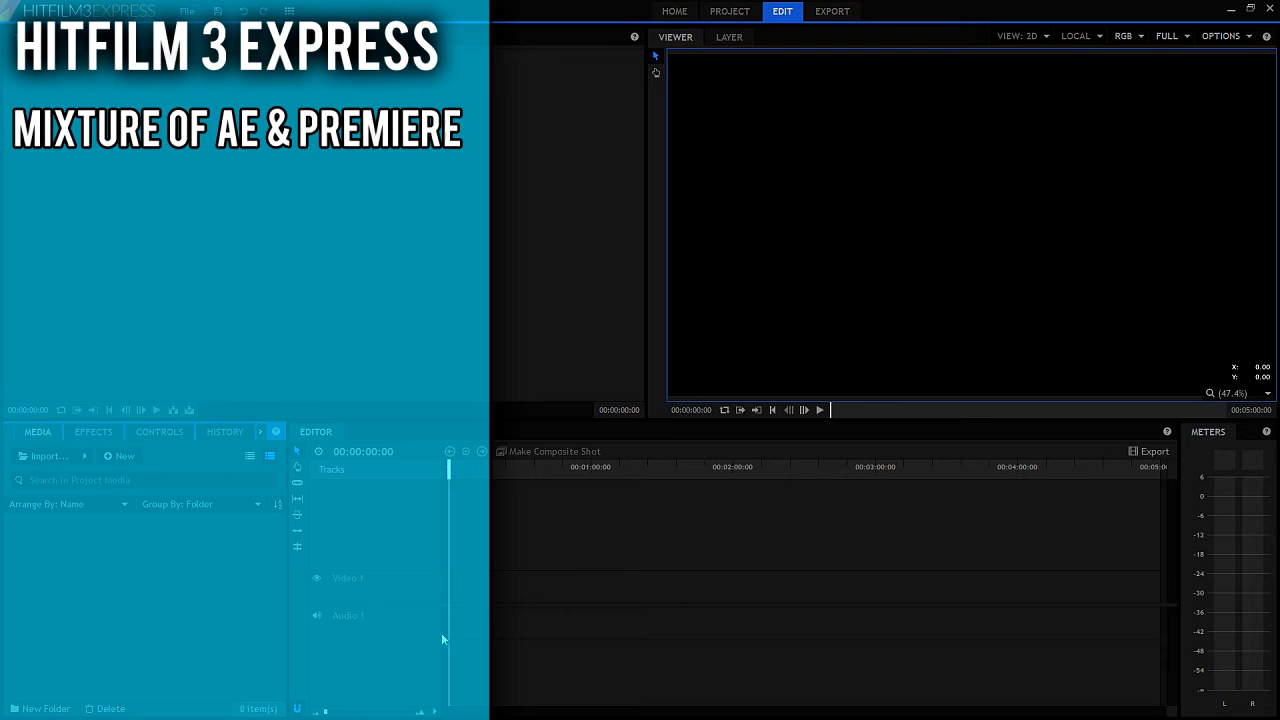 HITFILM3EXPRESS File HOME PROJECT EDIT EXPORT
HITFILM 3 EXPRESS
MIXTURE OF AE & PREMIERE
VIEWER LAYER VIEW: 2D LOCAL RGB FULL OPTIONS
X: 0.00
Y: 0.00
(47.4%)
00:00:00:00 00:00:00:00 00:00:00:00 00:05:00:00
MEDIA EFFECTS CONTROLS HISTORY EDITOR METERS
Import... New 00:00:00:00 Make Composite Shot Export
Tracks 00:01:00:00 00:02:00:00 00:03:00:00 00:04:00:00 00:05:0
Search in Project Media
Arrange By: Name Group By: Folder
Video 1
Audio 1
6
0
-6
-12
-18
-24
-30
-36
-42
-48
-54
-∞
L R
New Folder Delete 0 item(s)